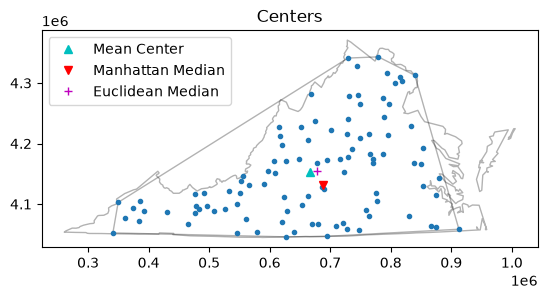 Centers
1e6
Mean Center
Manhattan Median
Euclidean Median
4.3
4.2
4.1
0.3 0.4 0.5 0.6 0.7 0.8 0.9 1.0
1e6